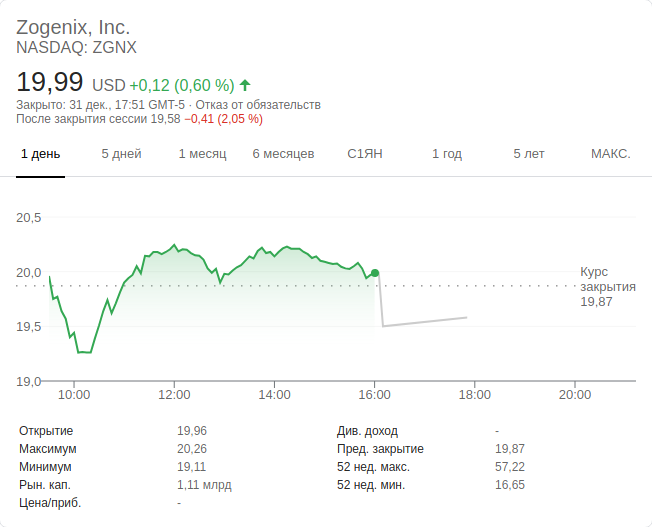 Zogenix, Inc.
NASDAQ: ZGNX
19,99 USD +0,12 (0,60 %)
Закрыто: 31 дек., 17:51 GMT-5 · Отказ от обязательств
После закрытия сессии 19,58 −0,41 (2,05 %)
1 день 5 дней 1 месяц 6 месяцев С1ЯН 1 год 5 лет МАКС.
20,5
20,0
Курс
закрытия
19,87
19,5
19,0
10:00 12:00 14:00 16:00 18:00 20:00
Открытие 19,96 Див. доход -
Максимум 20,26 Пред. закрытие 19,87
Минимум 19,11 52 нед. макс. 57,22
Рын. кап. 1,11 млрд 52 нед. мин. 16,65
Цена/приб. -